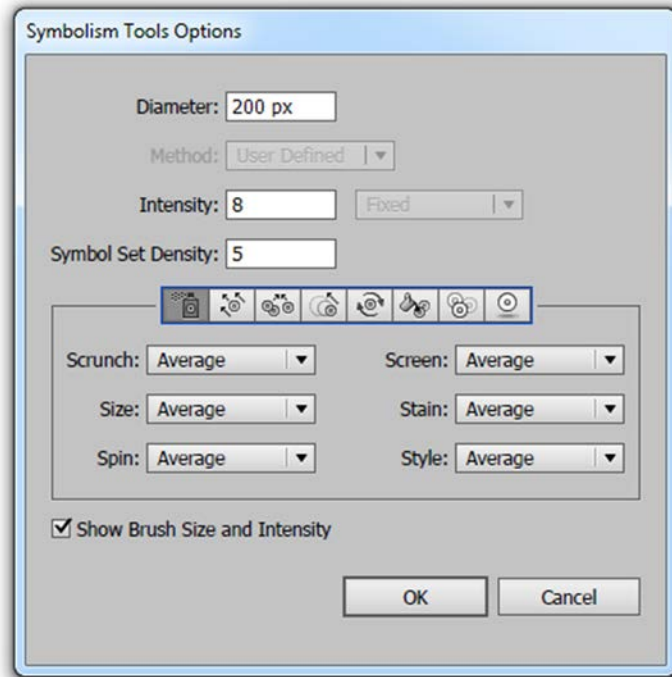 Symbolism Tools Options
Diameter: 200 px
Method: User Defined
Intensity: 8 Fixed
Symbol Set Density: 5
Scrunch: Average Screen: Average
Size: Average Stain: Average
Spin: Average Style: Average
Show Brush Size and Intensity
OK Cancel